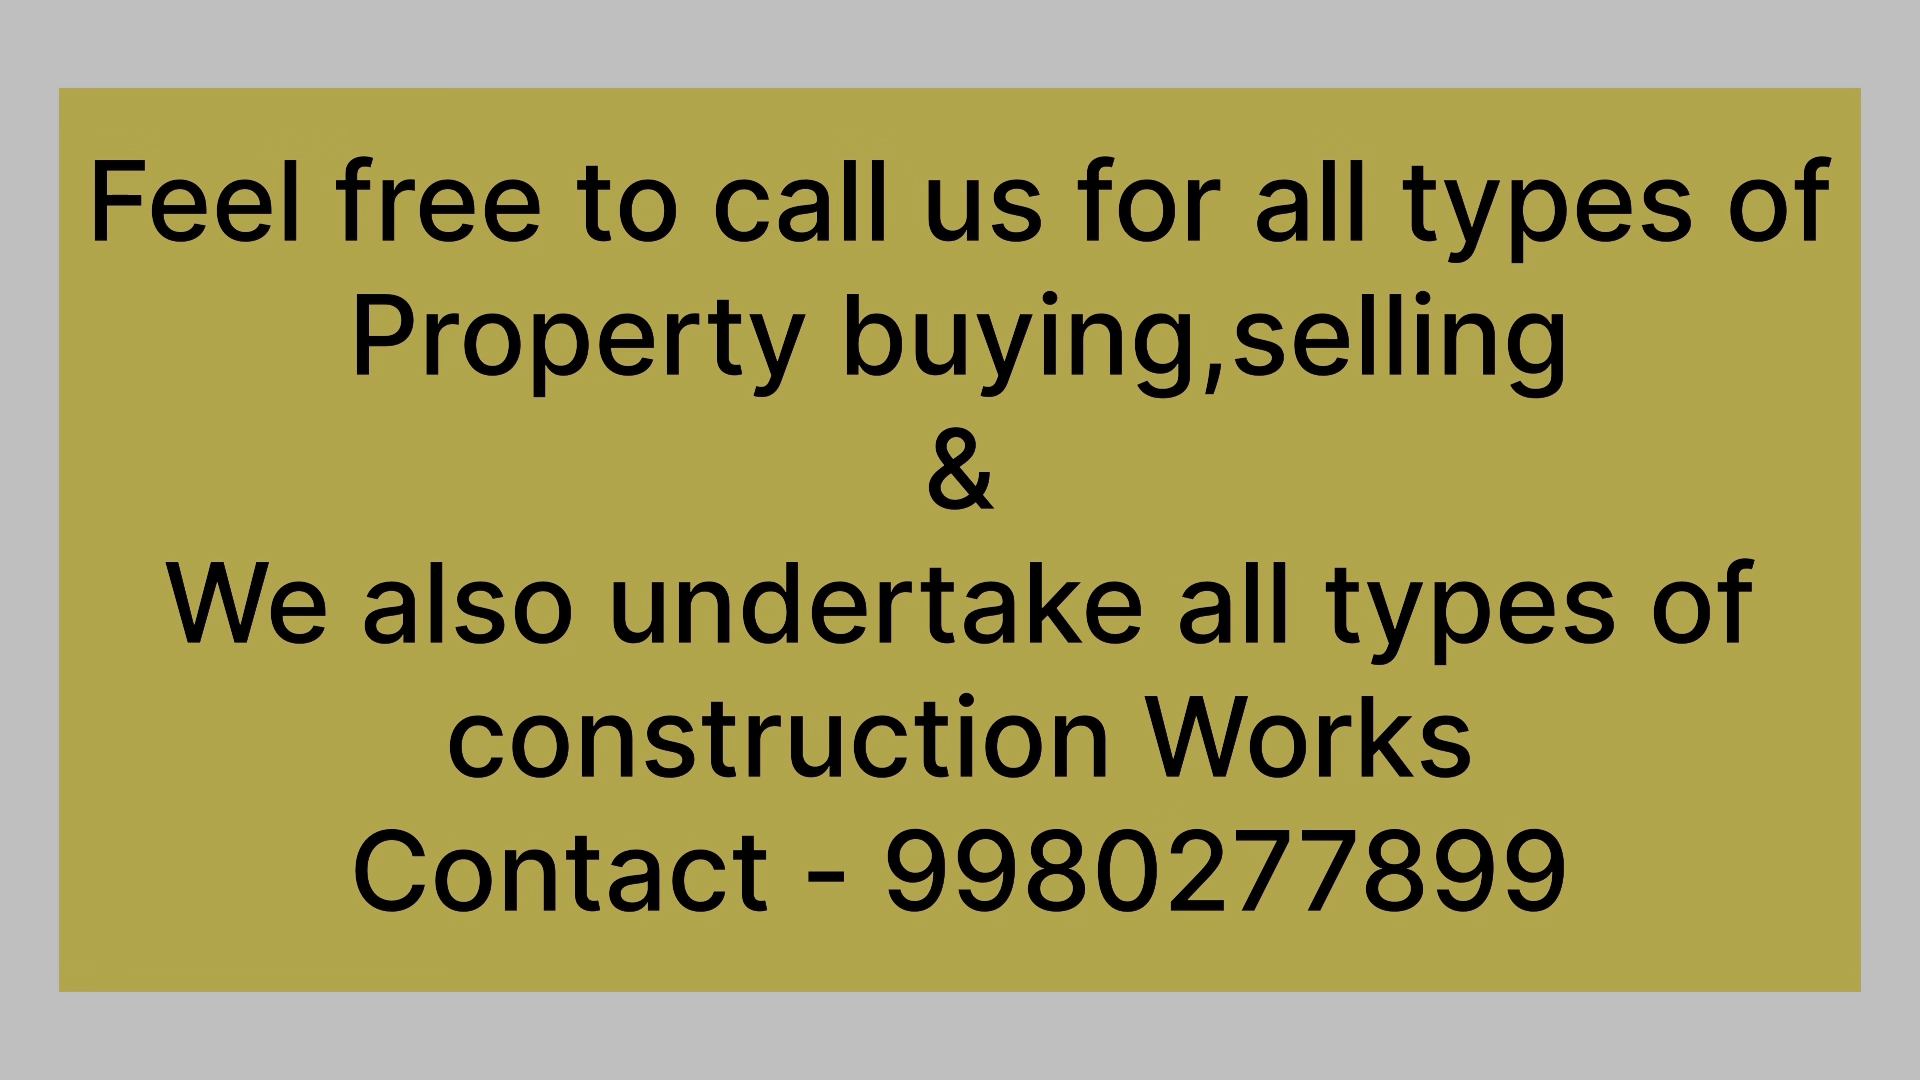 Feel free to call us for all types of
Property buying,selling
&
We also undertake all types of
construction Works
Contact - 9980277899